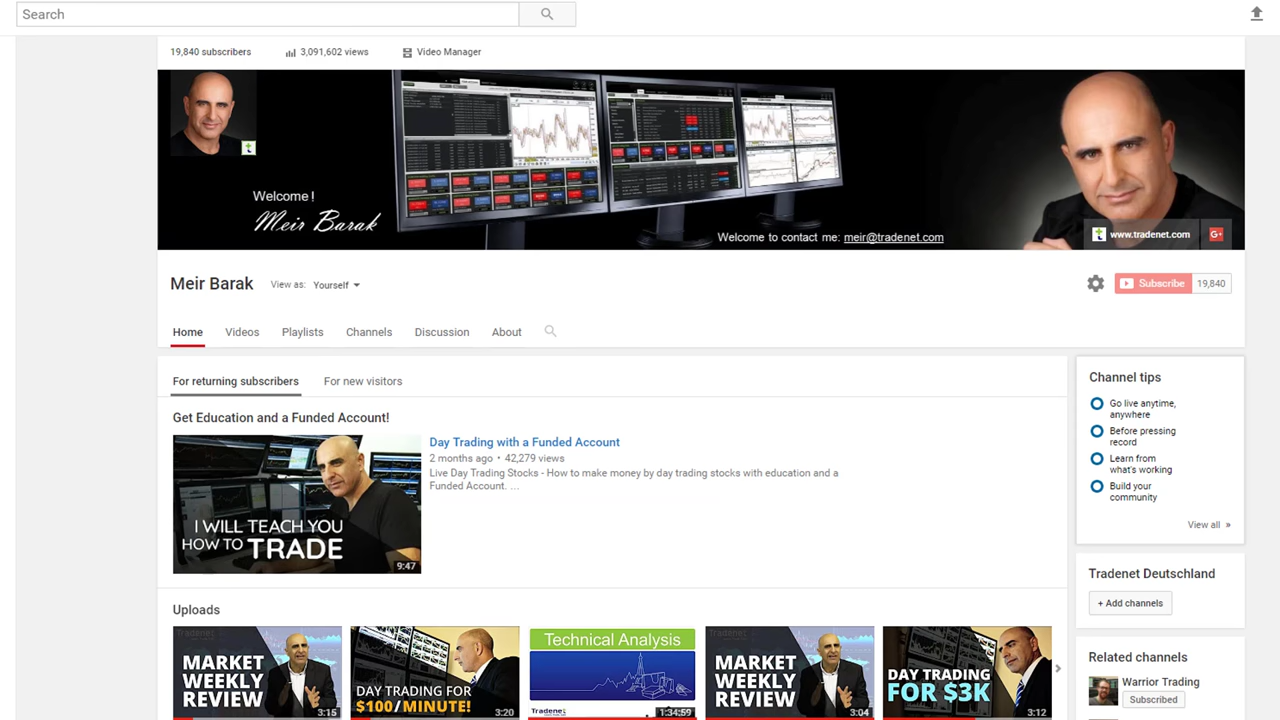 Search
19,840 subscribers
3,091,602 views
Video Manager
Welcome !
Meir Barak
Welcome to contact me: meir@tradenet.com
www.tradenet.com
G+
Meir Barak
View as: Yourself
Subscribe 19,840
Home Videos Playlists Channels Discussion About
For returning subscribers For new visitors
Get Education and a Funded Account!
I WILL TEACH YOU
HOW TO TRADE
9:47
Day Trading with a Funded Account
2 months ago • 42,279 views
Live Day Trading Stocks - How to make money by day trading stocks with education and a
Funded Account. ...
Uploads
Tradenet
MARKET
WEEKLY
REVIEW
3:15
DAY TRADING FOR
$100/MINUTE!
3:20
Technical Analysis
Tradenet
1:34:59
Tradenet
MARKET
WEEKLY
REVIEW
3:04
DAY TRADING
FOR $3K
3:12
Channel tips
Go live anytime,
anywhere
Before pressing
record
Learn from
what's working
Build your
community
View all »
Tradenet Deutschland
+ Add channels
Related channels
Warrior Trading
Subscribed